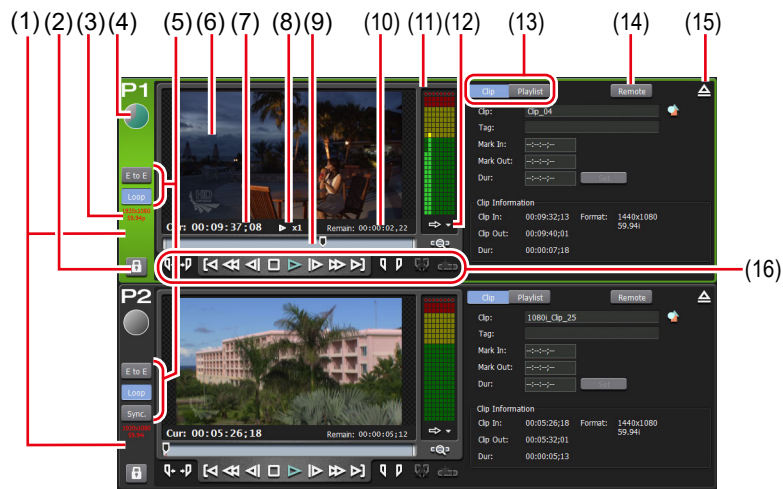 (1) (2) (3) (4) (5) (6) (7) (8) (9) (10) (11) (12) (13) (14) (15)
P1
Clip Playlist Remote
Clip: Clip_04
Tag:
Mark In: --:--:--;--
Mark Out: --:--:--;--
Dur: --:--:--;-- Set
E to E
Loop
1920x1080
59.94p
HD
Cur: 00:09:37;08 x1 Remain: 00:00:02,22
Clip Information
Clip In: 00:09:32;13 Format: 1440x1080
59.94i
Clip Out: 00:09:40;01
Dur: 00:00:07;18
(16)
P2
Clip Playlist Remote
Clip: 1080i_Clip_25
Tag:
Mark In: --:--:--;--
Mark Out: --:--:--;--
Dur: --:--:--;-- Set
E to E
Loop
Sync.
1920x1080
59.94i
Cur: 00:05:26;18 Remain: 00:00:05;12
Clip Information
Clip In: 00:05:26;18 Format: 1440x1080
59.94i
Clip Out: 00:05:32;01
Dur: 00:00:05;13